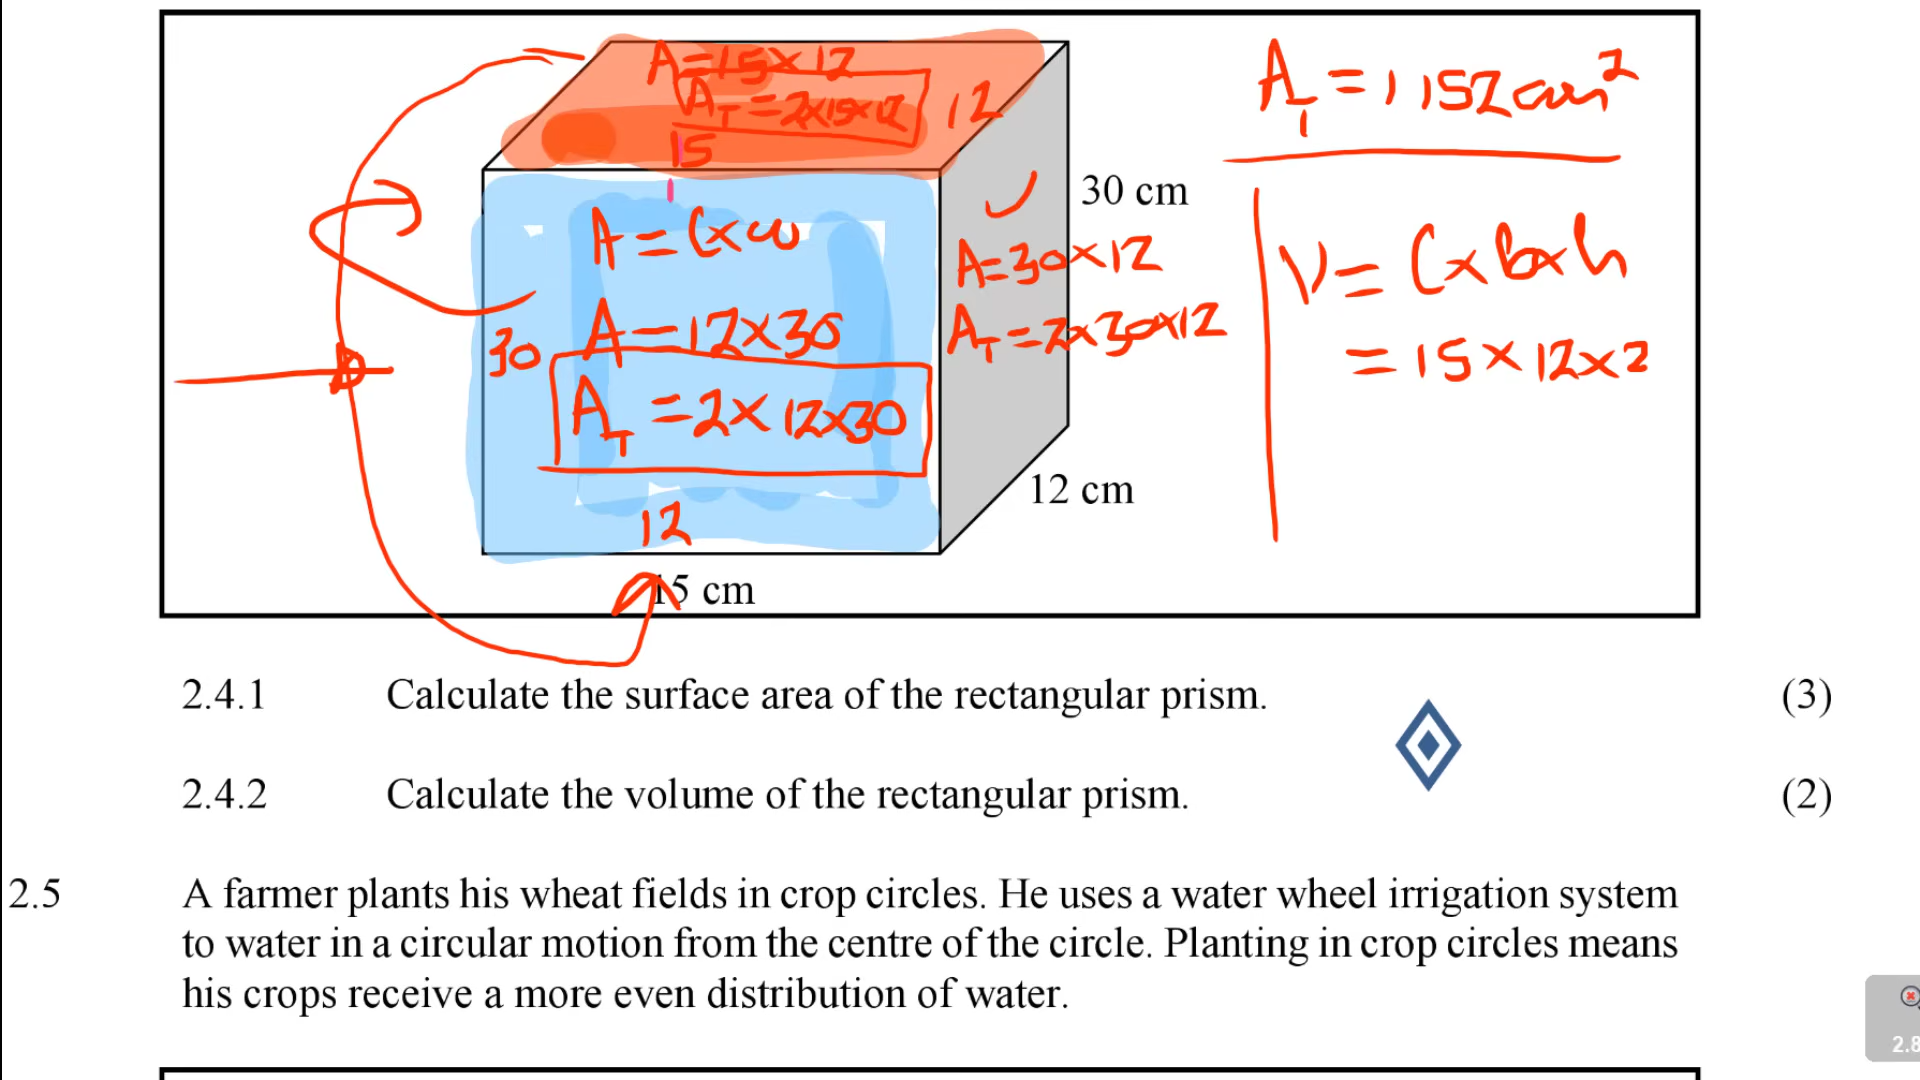 A=15×12
A_T=2×15×12
12
15
A_T=1152cm²
30 cm
A=l×w
A=30×12
V=l×b×h
A=12×30
30
A_T=2×30×12
=15×12×2
A_T=2×12×30
12 cm
12
15 cm
2.4.1 Calculate the surface area of the rectangular prism. (3)
2.4.2 Calculate the volume of the rectangular prism. (2)
2.5 A farmer plants his wheat fields in crop circles. He uses a water wheel irrigation system
to water in a circular motion from the centre of the circle. Planting in crop circles means
his crops receive a more even distribution of water.
2.8